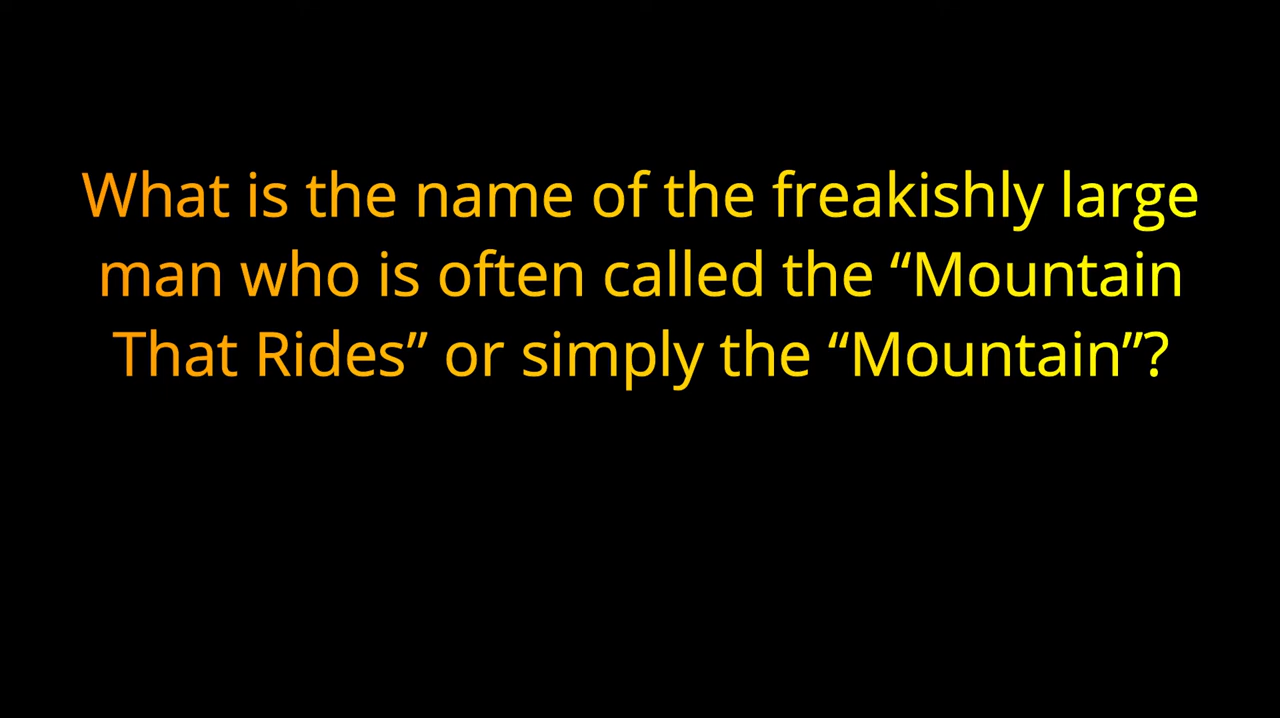 What is the name of the freakishly large
man who is often called the “Mountain
That Rides” or simply the “Mountain”?